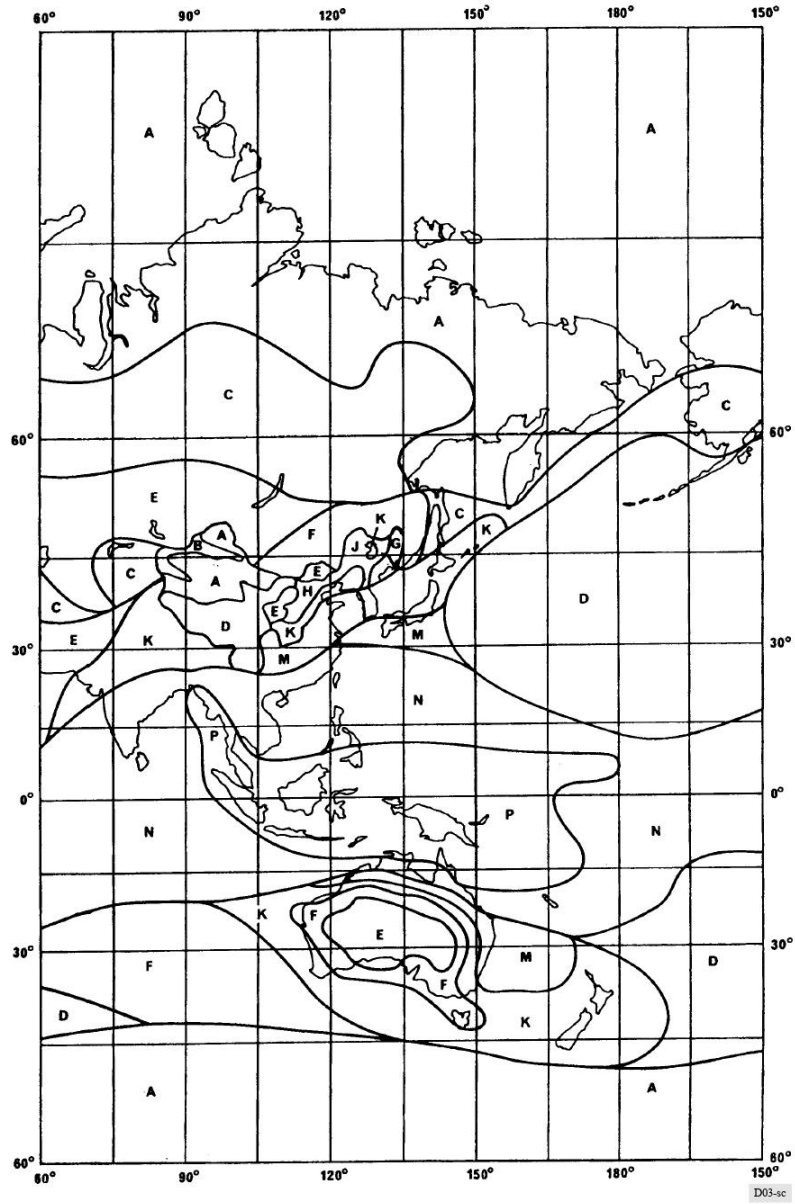 60° 90° 120° 150° 180° 150°
A A
A
C C
60° 60°
E
A K C
F K
B J G
C E
A H D
C E
D K M
E K
30° M 30°
N
P
0° 0°
P
N N
K F
E M
30° 30°
F D
F
D K
A A
60° 60°
60° 90° 120° 150° 180° 150°
D03-sc